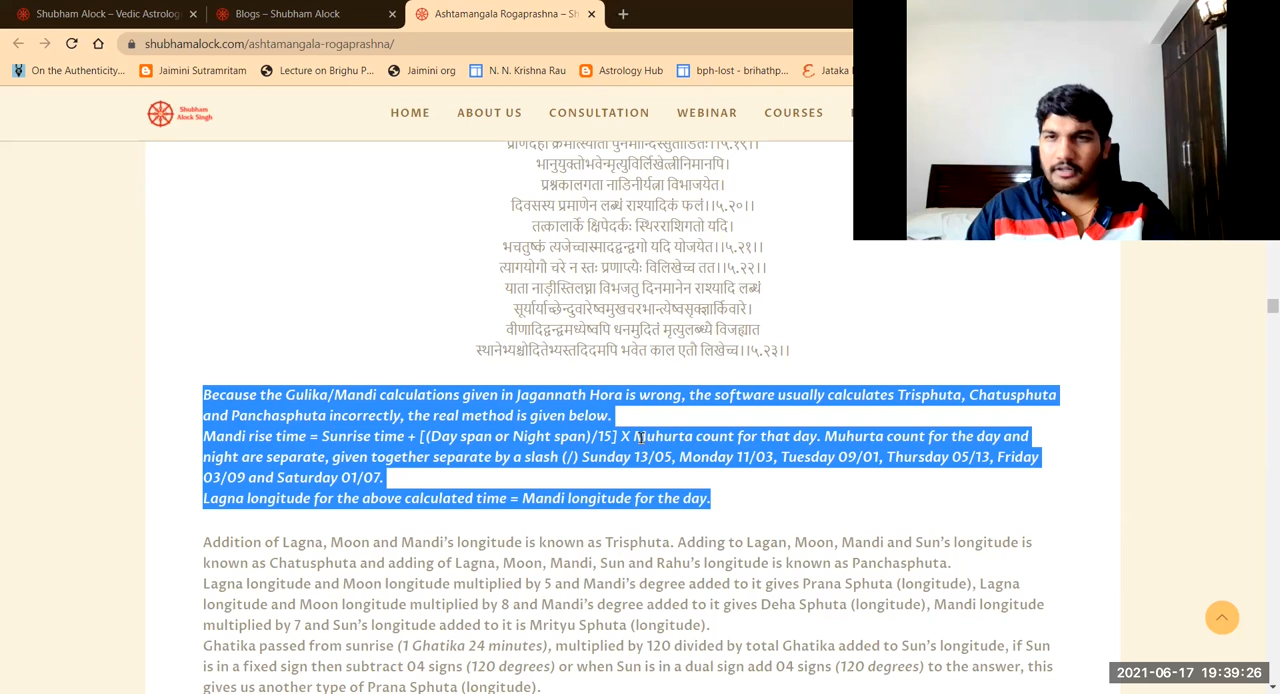 Shubham Alock – Vedic Astrolog
Blogs – Shubham Alock
Ashtamangala Rogaprashna – Sh
shubhamalock.com/ashtamangala-rogaprashna/
On the Authenticity...
Jaimini Sutramritam
Lecture on Brighu P...
Jaimini org
N. N. Krishna Rau
Astrology Hub
bph-lost - brihathp...
Jataka
Shubham
Alock Singh
HOME
ABOUT US
CONSULTATION
WEBINAR
COURSES
प्राणदेहा क्रमात्स्याता पुनर्मान्दिस्सुताडितः।।५.१९।।
भानुयुक्तोभवेन्मृत्युर्विर्लिखेत्त्रीनिमानपि।
प्रश्नकालगता नाडिनीर्यत्ना विभाजयेत।
दिवसस्य प्रमाणेन लब्धं राश्यादिकं फलं।।५.२०।।
तत्कालार्के क्षिपेदर्कः स्थिरराशिगतो यदि।
भचतुष्कं त्यजेच्चास्मादद्वन्द्वगो यदि योजयेत।।५.२१।।
त्यागयोगौ चरे न स्तः प्रणाप्त्यैः विलिखेच्च तत।।५.२२।।
याता नाड़ीस्तिलघ्ना विभजतु दिनमानेन राश्यादि लब्धं
सूर्यार्याच्छेन्दुवारेष्वमुखचरभान्त्येष्वसृक्ज्ञार्किवारे।
वीणादिद्वन्द्वमध्येष्वपि धनमुदितं मृत्युलब्ध्यै विजह्यात
स्थानेभ्यश्चोदितेभ्यस्तदिदमपि भवेत काल एतौ लिखेच्च।।५.२३।।
Because the Gulika/Mandi calculations given in Jagannath Hora is wrong, the software usually calculates Trisphuta, Chatusphuta
and Panchasphuta incorrectly, the real method is given below.
Mandi rise time = Sunrise time + [(Day span or Night span)/15] X Muhurta count for that day. Muhurta count for the day and
night are separate, given together separate by a slash (/) Sunday 13/05, Monday 11/03, Tuesday 09/01, Thursday 05/13, Friday
03/09 and Saturday 01/07.
Lagna longitude for the above calculated time = Mandi longitude for the day.
Addition of Lagna, Moon and Mandi's longitude is known as Trisphuta. Adding to Lagan, Moon, Mandi and Sun's longitude is
known as Chatusphuta and adding of Lagna, Moon, Mandi, Sun and Rahu's longitude is known as Panchasphuta.
Lagna longitude and Moon longitude multiplied by 5 and Mandi's degree added to it gives Prana Sphuta (longitude), Lagna
longitude and Moon longitude multiplied by 8 and Mandi's degree added to it gives Deha Sphuta (longitude), Mandi longitude
multiplied by 7 and Sun's longitude added to it is Mrityu Sphuta (longitude).
Ghatika passed from sunrise (1 Ghatika 24 minutes), multiplied by 120 divided by total Ghatika added to Sun's longitude, if Sun
is in a fixed sign then subtract 04 signs (120 degrees) or when Sun is in a dual sign add 04 signs (120 degrees) to the answer, this
gives us another type of Prana Sphuta (longitude).
2021-06-17 19:39:26